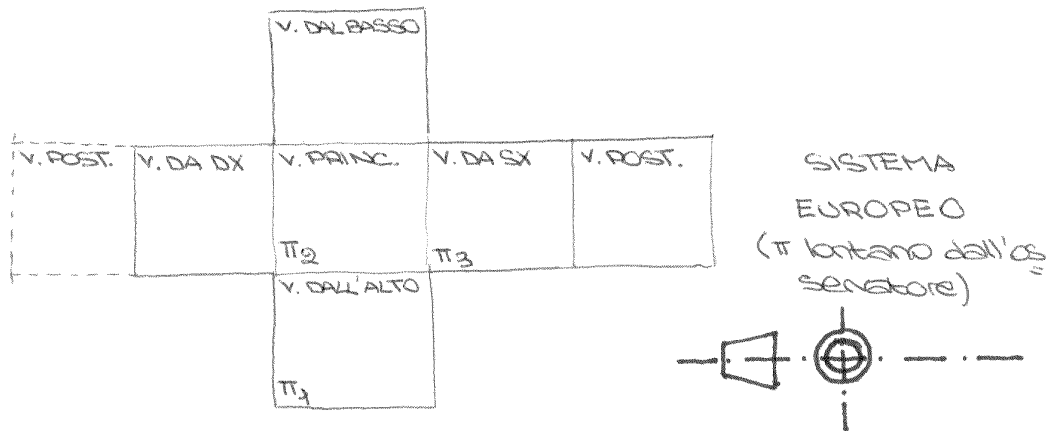 V. DAL BASSO
V. POST.
V. DA DX
V. PRINC.
V. DA SX
V. POST.
π2
π3
V. DALL'ALTO
π1
SISTEMA
EUROPEO
(π lontano dall'os
servatore)